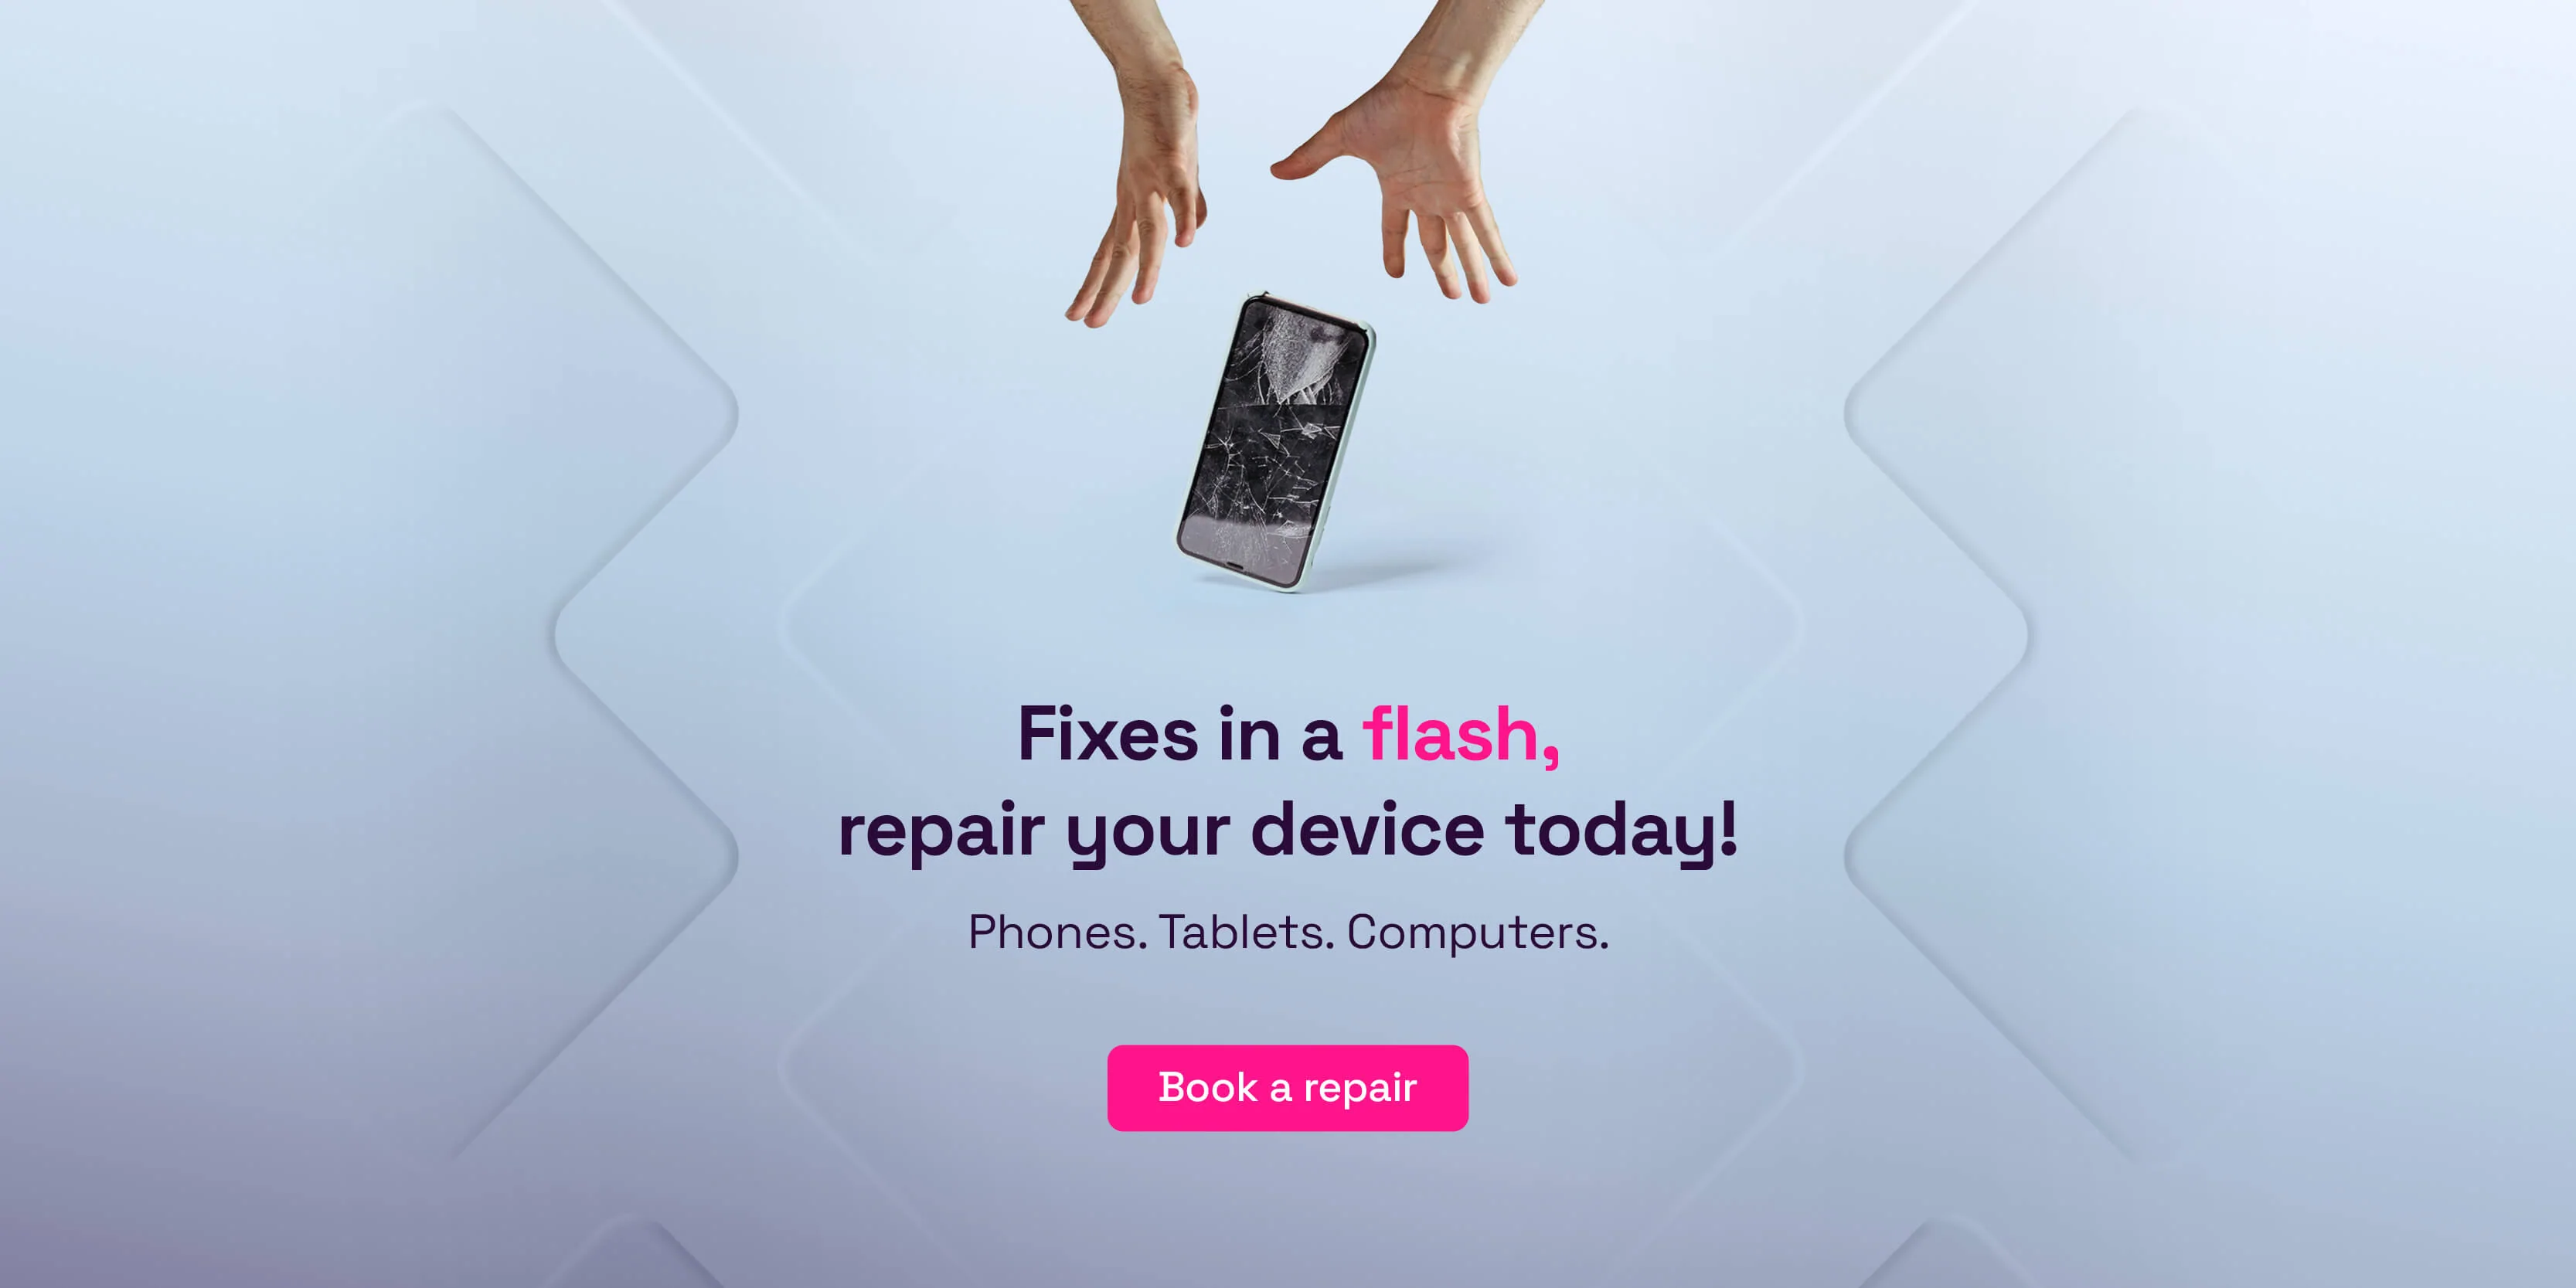 Fixes in a flash,
repair your device today!
Phones. Tablets. Computers.
Book a repair